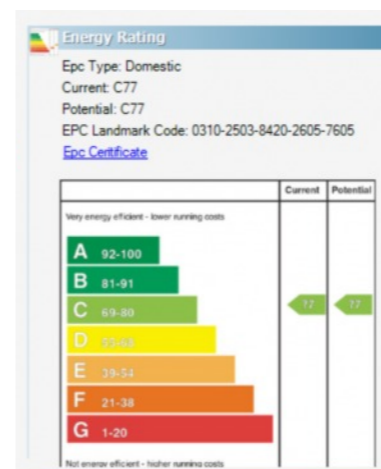 Energy Rating
Epc Type: Domestic
Current: C77
Potential: C77
EPC Landmark Code: 0310-2503-8420-2605-7605
Epc Certificate
Current Potential
Very energy efficient - lower running costs
A 92-100
B 81-91
C 69-80 77 77
D 55-68
E 39-54
F 21-38
G 1-20
Not energy efficient - higher running costs